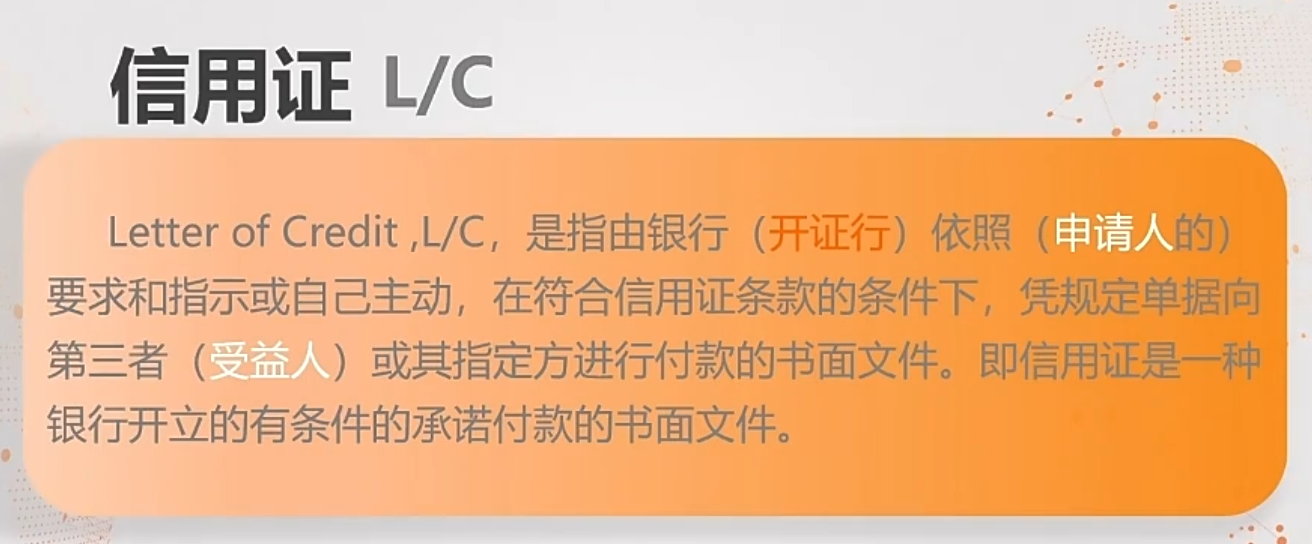 信用证 L/C
Letter of Credit ,L/C，是指由银行（开证行）依照（申请人的）
要求和指示或自己主动，在符合信用证条款的条件下，凭规定单据向
第三者（受益人）或其指定方进行付款的书面文件。即信用证是一种
银行开立的有条件的承诺付款的书面文件。